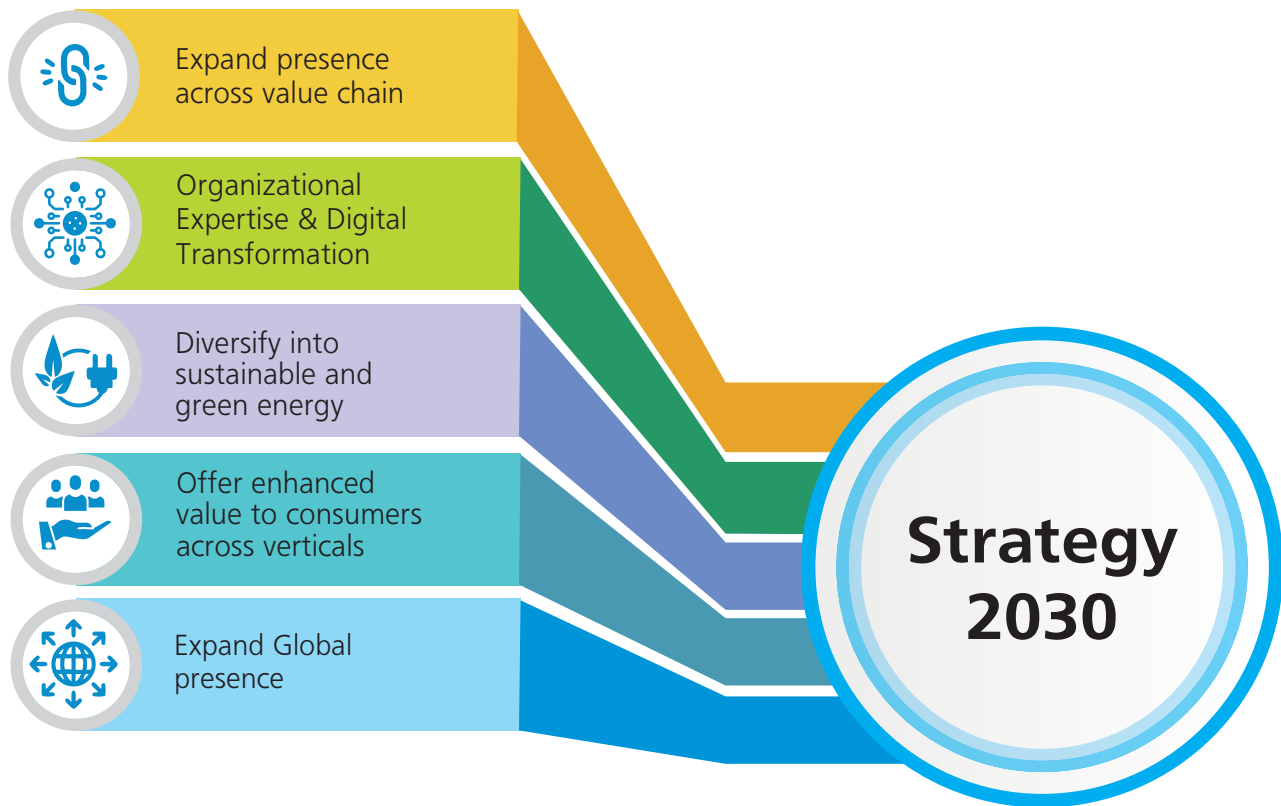 Expand presence
across value chain
Organizational
Expertise & Digital
Transformation
Diversify into
sustainable and
green energy
Offer enhanced
value to consumers
across verticals
Expand Global
presence
Strategy
2030